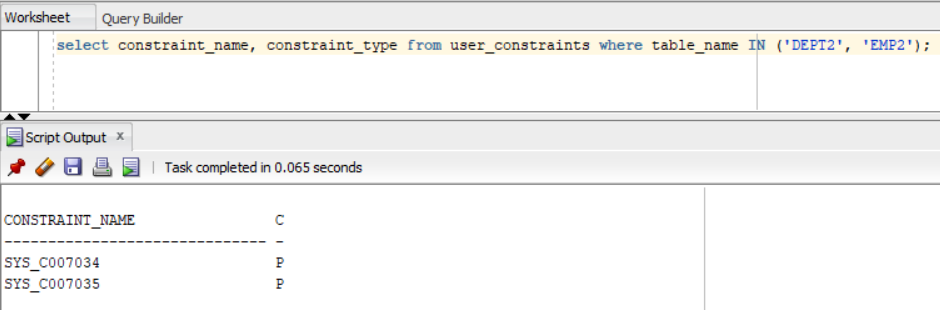 Worksheet Query Builder
select constraint_name, constraint_type from user_constraints where table_name IN ('DEPT2', 'EMP2');
Script Output x
Task completed in 0.065 seconds
CONSTRAINT_NAME C
------------------------------ -
SYS_C007034 P
SYS_C007035 P